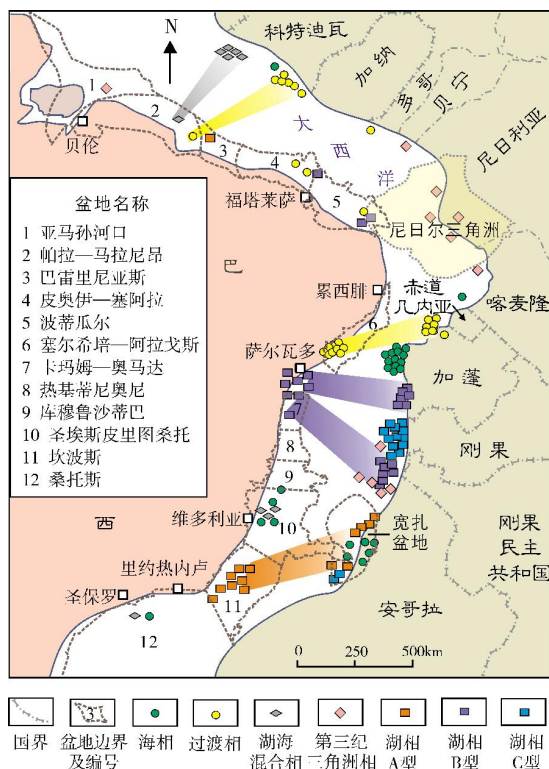 N
科特迪瓦
加纳
多哥
贝宁
尼日利亚
1
2
贝伦
大
西
洋
3
4
5
福塔莱萨
尼日尔三角洲
盆地名称
1 亚马孙河口
2 帕拉—马拉尼昂
3 巴雷里尼亚斯
4 皮奥伊—塞阿拉
5 波蒂瓜尔
6 塞尔希培—阿拉戈斯
7 卡玛姆—奥马达
8 热基蒂尼奥尼
9 库穆鲁沙蒂巴
10 圣埃斯皮里图桑托
11 坎波斯
12 桑托斯
巴
西
累西腓
赤道
几内亚
喀麦隆
6
萨尔瓦多
加蓬
刚果
8
9
10
维多利亚
宽扎
盆地
刚果
民主
共和国
里约热内卢
圣保罗
11
安哥拉
12
0 250 500km
国界
3
盆地边界
及编号
海相
过渡相
湖海
混合相
第三纪
三角洲相
湖相
A型
湖相
B型
湖相
C型